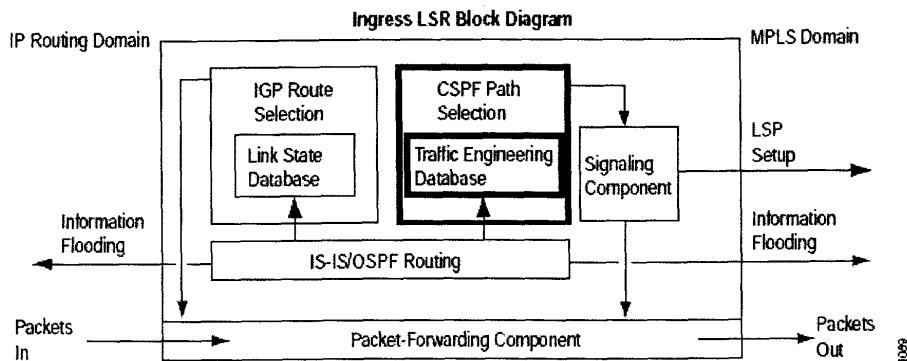 Ingress LSR Block Diagram
IP Routing Domain
MPLS Domain
IGP Route
Selection
Link State
Database
CSPF Path
Selection
Traffic Engineering
Database
Signaling
Component
LSP
Setup
Information
Flooding
IS-IS/OSPF Routing
Information
Flooding
Packets
In
Packet-Forwarding Component
Packets
Out
1089